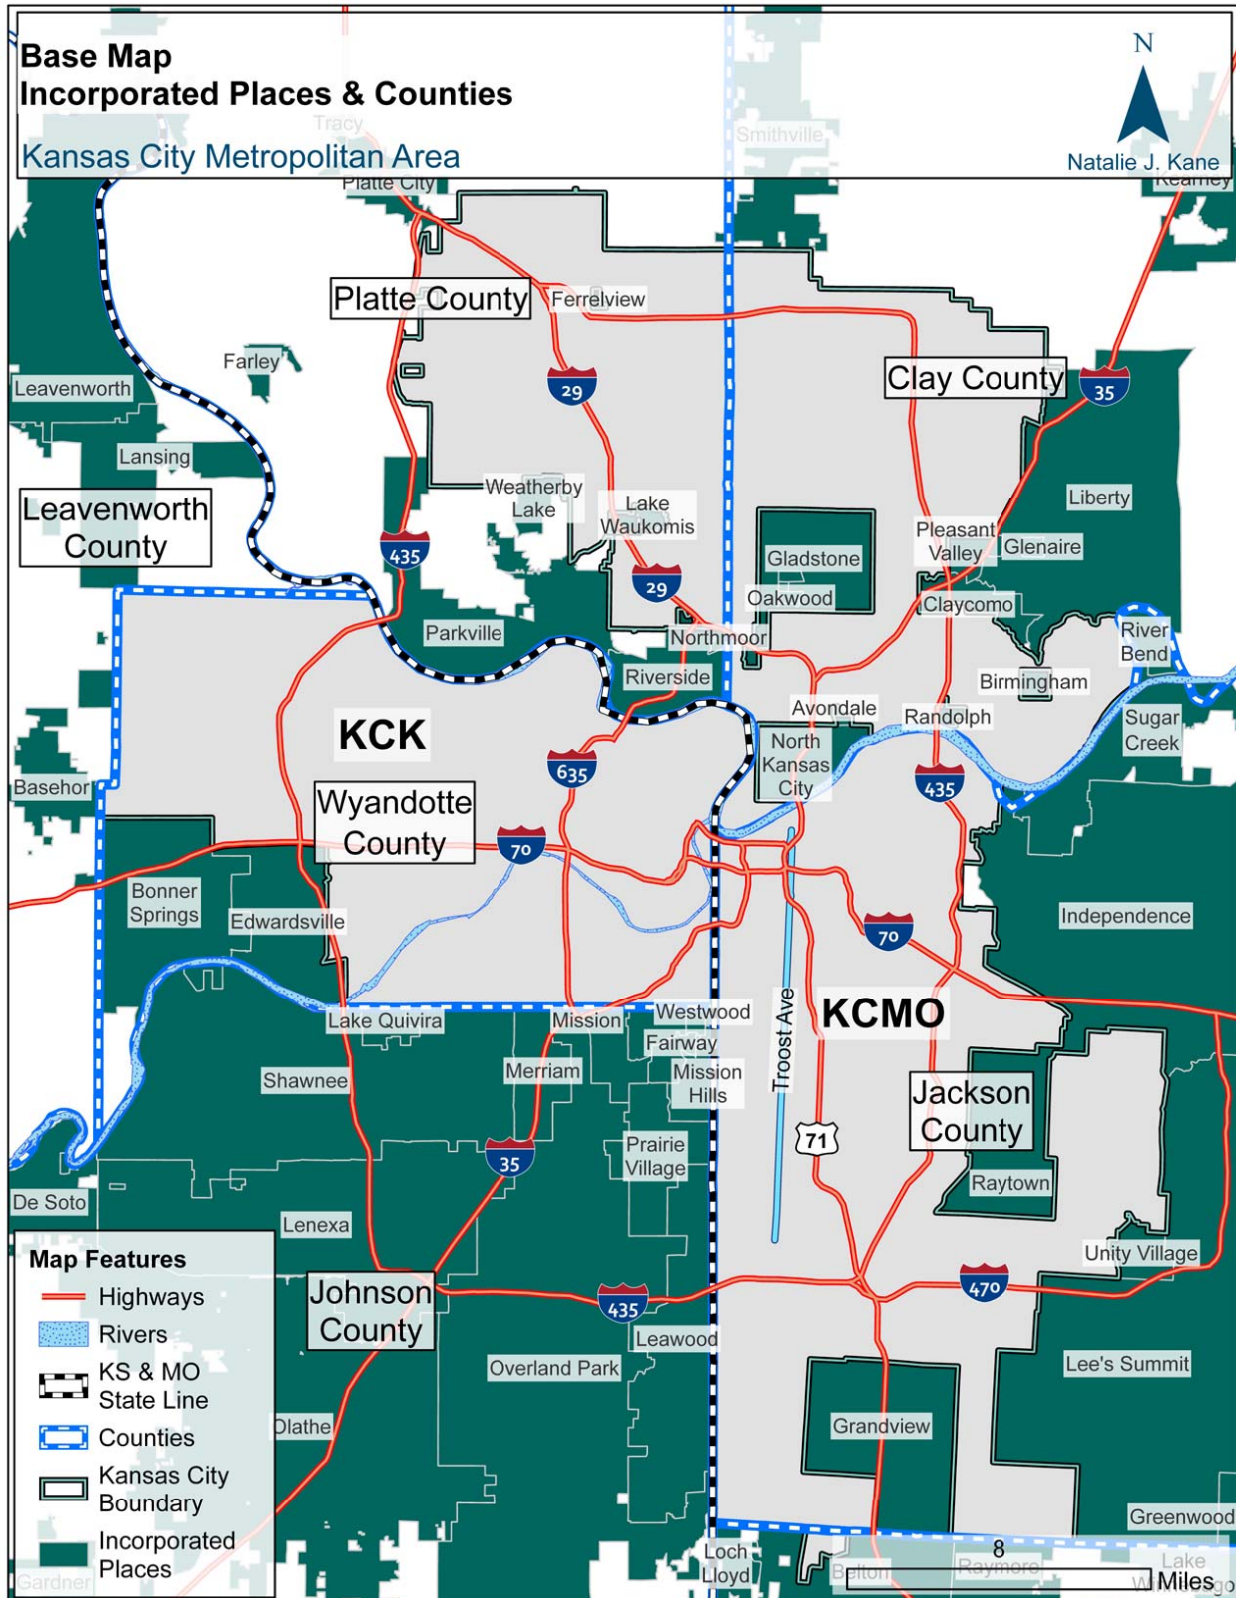 Base Map
Incorporated Places & Counties
Kansas City Metropolitan Area
N
Natalie J. Kane
Tracy
Smithville
Platte City
Kearney
Platte County
Ferrelview
Farley
Leavenworth
29
Clay County
35
Lansing
Leavenworth
County
Weatherby
Lake
Lake
Waukomis
Liberty
Pleasant
Valley
Glenaire
435
Gladstone
29
Oakwood
Claycomo
Parkville
Northmoor
River
Bend
Riverside
Birmingham
KCK
Avondale
Randolph
Sugar
Creek
North
Kansas
City
635
435
Basehor
Wyandotte
County
70
Bonner
Springs
Edwardsville
70
Independence
Lake Quivira
Mission
Westwood
KCMO
Troost Ave
Fairway
Merriam
Shawnee
Mission
Hills
Jackson
County
71
35
Prairie
Village
Raytown
De Soto
Lenexa
Unity Village
Map Features
Highways
Rivers
KS & MO
State Line
Counties
Kansas City
Boundary
Incorporated
Places
Johnson
County
435
470
Leawood
Overland Park
Lee's Summit
Olathe
Grandview
Greenwood
Loch
Lloyd
Belton
Raymore
Lake
Winnebago
8
Miles
Gardner